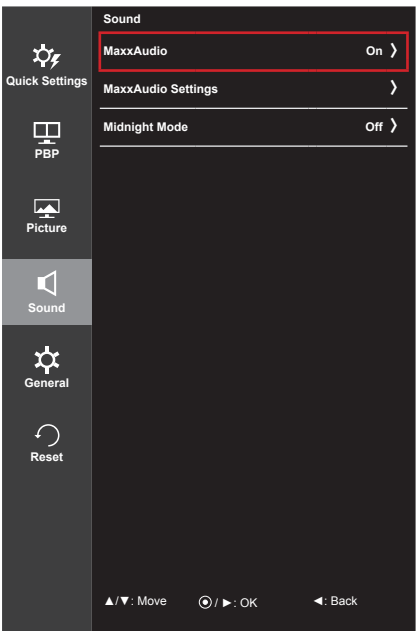 Sound
Quick Settings
MaxxAudio On ❯
MaxxAudio Settings ❯
Midnight Mode Off ❯
PBP
Picture
Sound
General
Reset
▲/▼: Move ⦿/ ►: OK ◄: Back